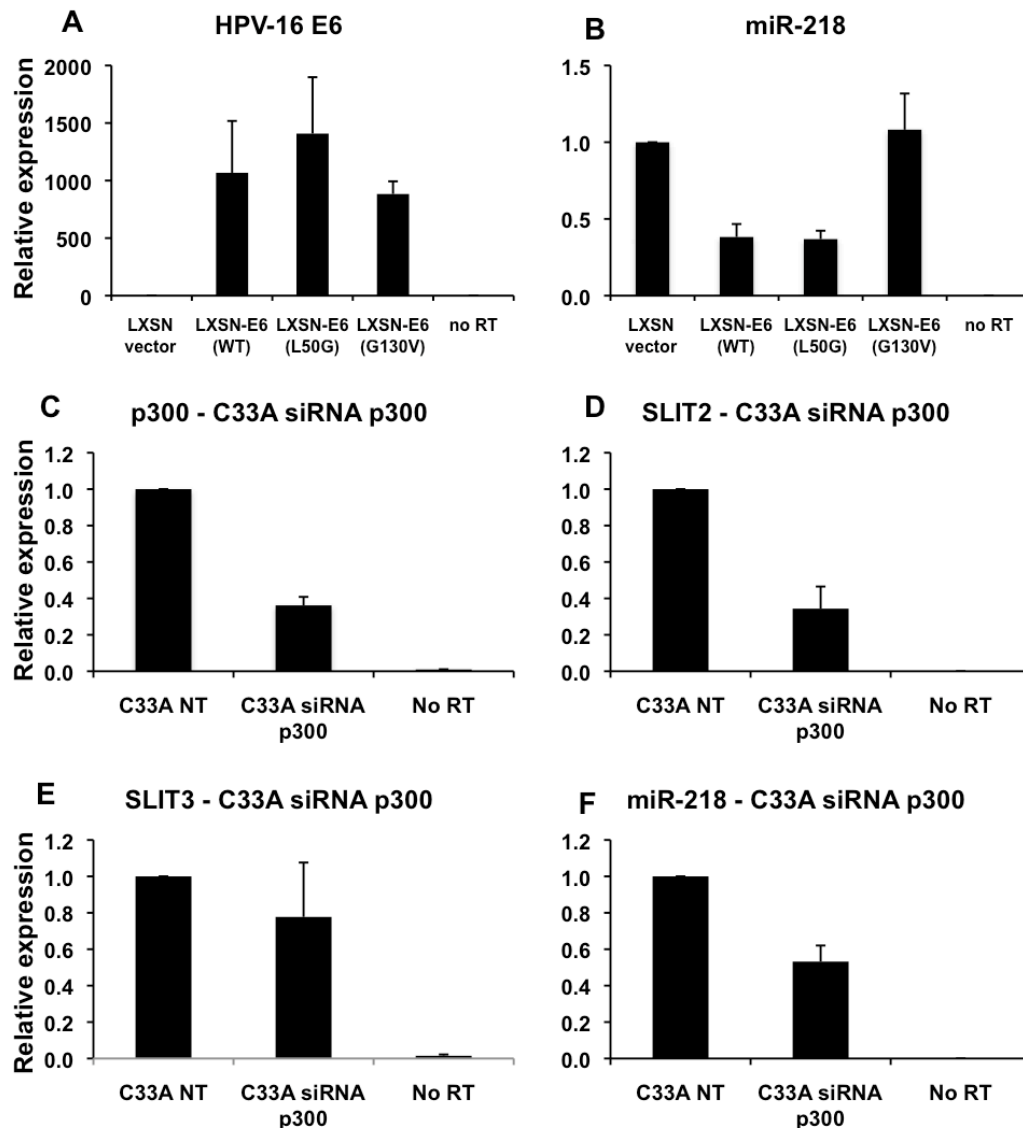 A
HPV-16 E6
Relative expression
2000
1500
1000
500
0
LXSN vector
LXSN-E6 (WT)
LXSN-E6 (L50G)
LXSN-E6 (G130V)
no RT
B
miR-218
1.5
1.0
0.5
0.0
LXSN vector
LXSN-E6 (WT)
LXSN-E6 (L50G)
LXSN-E6 (G130V)
no RT
C
p300 - C33A siRNA p300
Relative expression
1.2
1.0
0.8
0.6
0.4
0.2
0.0
C33A NT
C33A siRNA p300
No RT
D
SLIT2 - C33A siRNA p300
1.2
1.0
0.8
0.6
0.4
0.2
0.0
C33A NT
C33A siRNA p300
No RT
E
SLIT3 - C33A siRNA p300
Relative expression
1.2
1.0
0.8
0.6
0.4
0.2
0.0
C33A NT
C33A siRNA p300
No RT
F
miR-218 - C33A siRNA p300
1.2
1.0
0.8
0.6
0.4
0.2
0.0
C33A NT
C33A siRNA p300
No RT